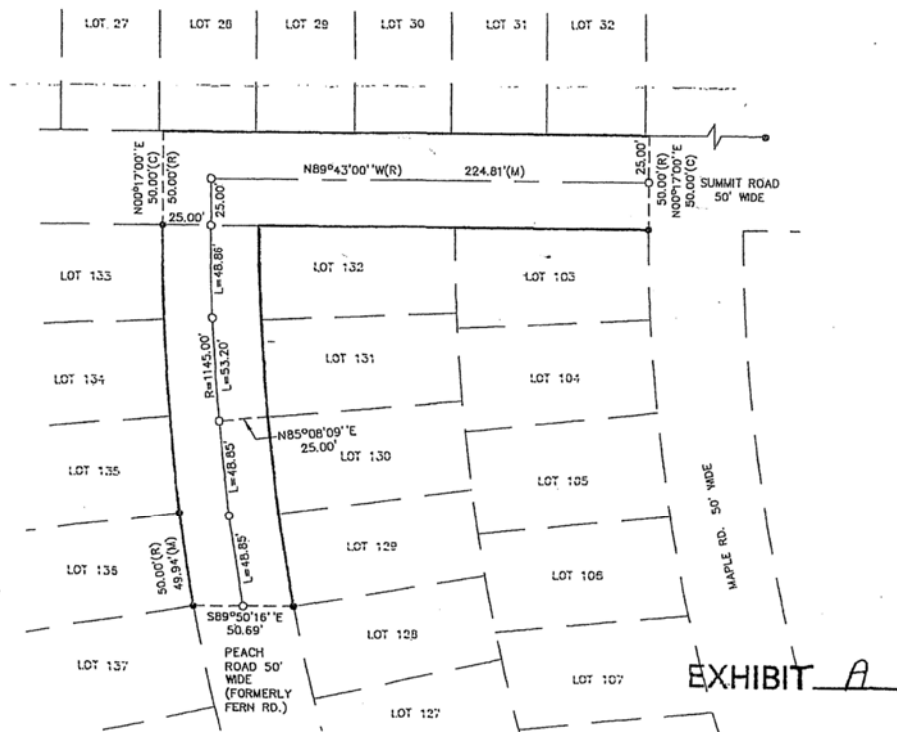 LOT 27
LOT 28
LOT 29
LOT 30
LOT 31
LOT 32
N00°17'00''E
50.00'(C)
50.00'(R)
N89°43'00''W(R)
224.81'(M)
25.00'
25.00'
50.00'(R)
N00°17'00''E
50.00'(C)
SUMMIT ROAD
50' WIDE
25.00'
LOT 133
L=48.86'
LOT 132
LOT 103
LOT 134
R=1145.00'
L=53.20'
LOT 131
LOT 104
N85°08'09''E
25.00'
LOT 135
L=48.85'
LOT 130
LOT 105
MAPLE RD. 50' WIDE
LOT 136
50.00'(R)
49.94'(M)
L=48.85'
LOT 129
LOT 106
S89°50'16''E
50.69'
LOT 128
LOT 137
PEACH
ROAD 50'
WIDE
(FORMERLY
FERN RD.)
LOT 127
LOT 107
EXHIBIT A